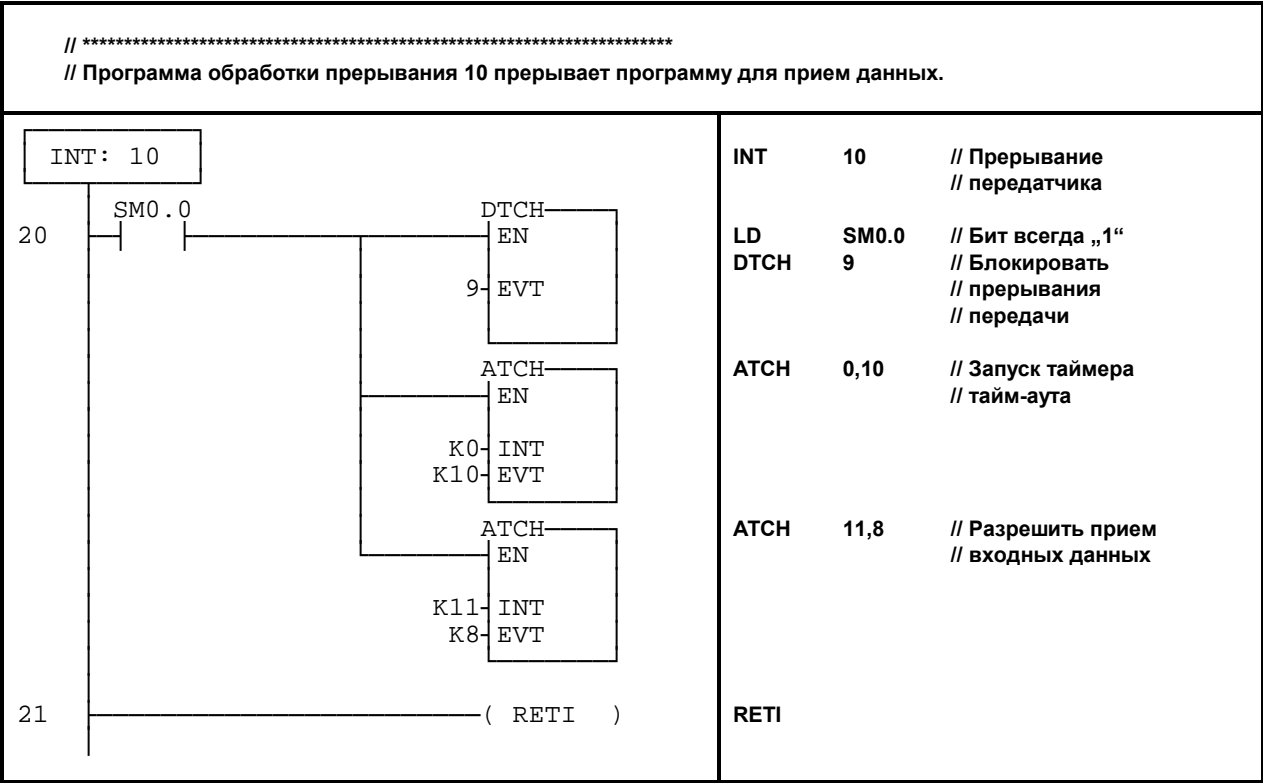 // ***********************************************************************
// Программа обработки прерывания 10 прерывает программу для прием данных.
INT: 10
SM0.0
DTCH
20
EN
9 EVT
ATCH
EN
K0 INT
K10 EVT
ATCH
EN
K11 INT
K8 EVT
21
( RETI )
INT 10 // Прерывание
// передатчика
LD SM0.0 // Бит всегда „1“
DTCH 9 // Блокировать
// прерывания
// передачи
ATCH 0,10 // Запуск таймера
// тайм-аута
ATCH 11,8 // Разрешить прием
// входных данных
RETI